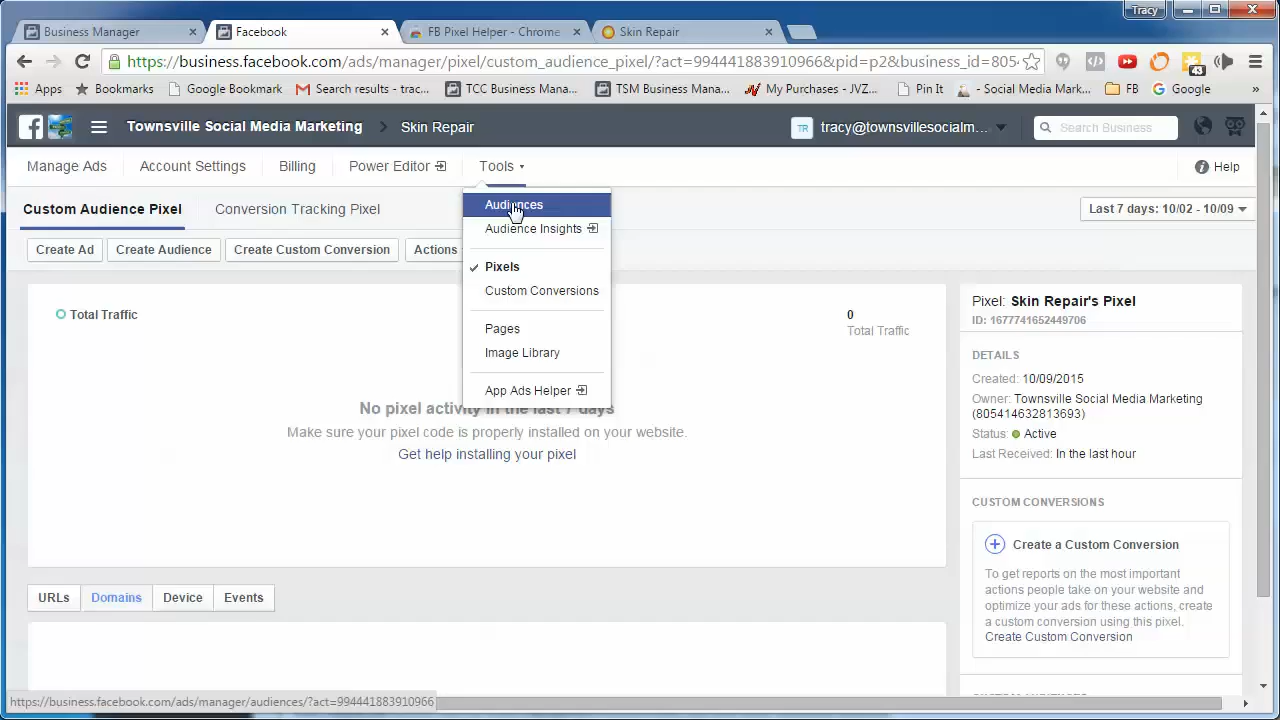 Tracy
Business Manager
Facebook
FB Pixel Helper - Chrome
Skin Repair
https://business.facebook.com/ads/manager/pixel/custom_audience_pixel/?act=994441883910966&pid=p2&business_id=8054
43
Apps
Bookmarks
Google Bookmark
Search results - trac...
TCC Business Mana...
TSM Business Mana...
My Purchases - JVZ...
Pin It
- Social Media Mark...
FB
Google
»
Townsville Social Media Marketing
Skin Repair
TR
tracy@townsvillesocialm...
Search Business
Manage Ads
Account Settings
Billing
Power Editor
Tools
Help
Custom Audience Pixel
Conversion Tracking Pixel
Last 7 days: 10/02 - 10/09
Create Ad
Create Audience
Create Custom Conversion
Actions
Audiences
Audience Insights
Pixels
Custom Conversions
Pages
Image Library
App Ads Helper
Total Traffic
0
Total Traffic
No pixel activity in the last 7 days
Make sure your pixel code is properly installed on your website.
Get help installing your pixel
Pixel: Skin Repair's Pixel
ID: 1677741652449706
DETAILS
Created: 10/09/2015
Owner: Townsville Social Media Marketing
(805414632813693)
Status: Active
Last Received: In the last hour
CUSTOM CONVERSIONS
Create a Custom Conversion
To get reports on the most important
actions people take on your website and
optimize your ads for these actions, create
a custom conversion using this pixel.
Create Custom Conversion
URLs
Domains
Device
Events
https://business.facebook.com/ads/manager/audiences/?act=994441883910966